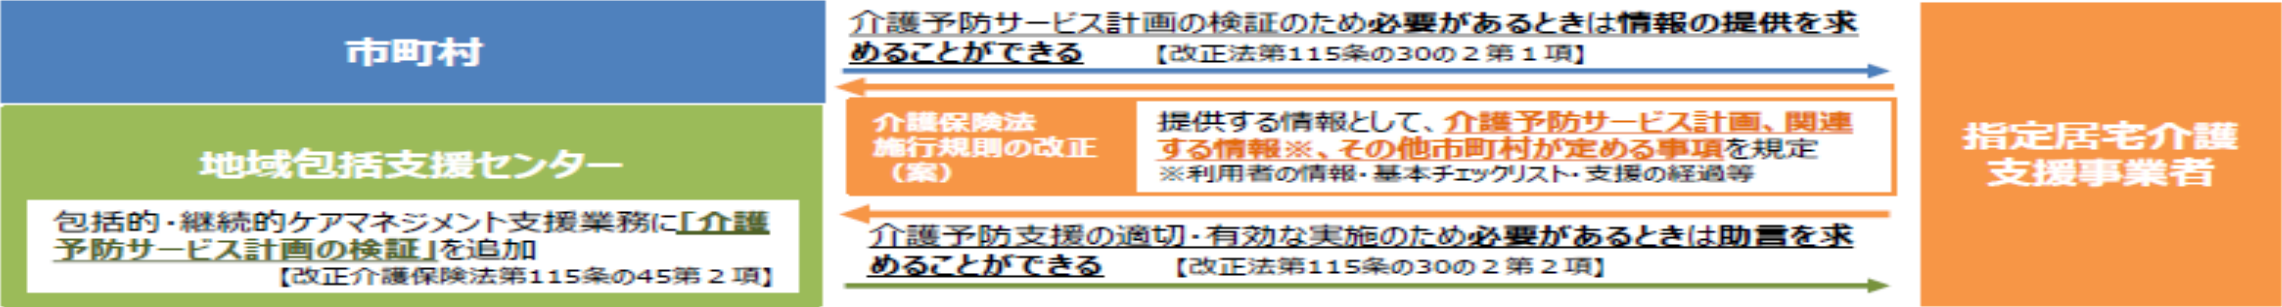 市町村
地域包括支援センター
包括的・継続的ケアマネジメント支援業務に「介護
予防サービス計画の検証」を追加
【改正介護保険法第115条の45第２項】
介護予防サービス計画の検証のため必要があるときは情報の提供を求
めることができる　【改正法第115条の30の２第１項】
介護保険法
施行規則の改正
（案）
提供する情報として、介護予防サービス計画、関連
する情報※、その他市町村が定める事項を規定
※利用者の情報・基本チェックリスト・支援の経過等
介護予防支援の適切・有効な実施のため必要があるときは助言を求
めることができる　【改正法第115条の30の２第２項】
指定居宅介護
支援事業者